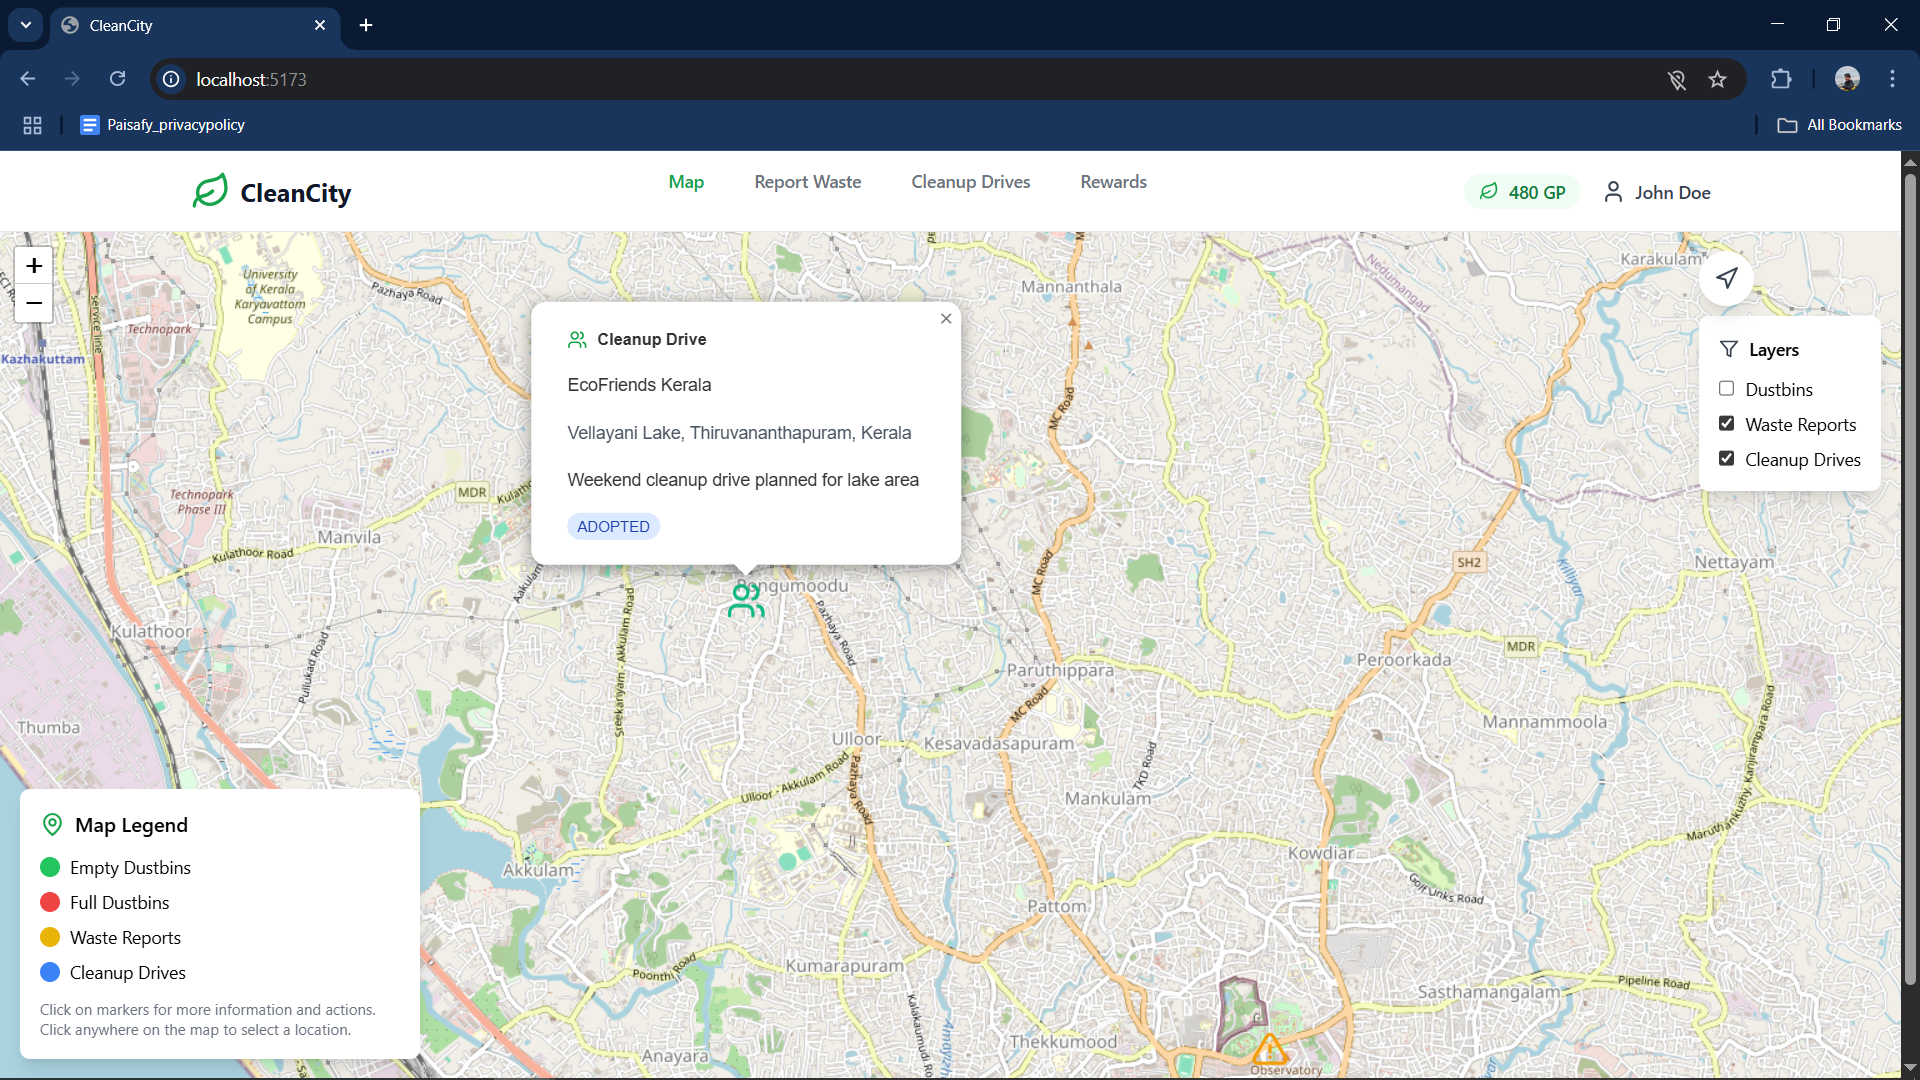 CleanCity
localhost:5173
Paisafy_privacypolicy
All Bookmarks
CleanCity
Map
Report Waste
Cleanup Drives
Rewards
480 GP
John Doe
+
−
Layers
Dustbins
Waste Reports
Cleanup Drives
Cleanup Drive
EcoFriends Kerala
Vellayani Lake, Thiruvananthapuram, Kerala
Weekend cleanup drive planned for lake area
ADOPTED
University
of Kerala
Karyavattom
Campus
Pazhaya Road
Technopark
service line
Kazhakuttam
Mannanthala
Karakulam
Nedumangad
MC Road
MDR
Technopark
Phase III
Manvila
Kulathoor Road
MC Road
SH2
Nettayam
Killiyar
Pazhaya Road
Kulathoor
Pullukad Road
Sreekariyam - Akkulam Road
MDR
Peroorkada
Paruthippara
MC Road
Thumba
Mannammoola
Ulloor
Kesavadasapuram
TKD Road
Pazhaya Road
Ulloor - Akkulam Road
Mankulam
Maruthankuzhy, Kanjirampara Road
Kowdiar
Golf Links Road
Akkulam
Pattom
Kumarapuram
Poonthi Road
Pipeline Road
Sasthamangalam
Thekkumood
Anayara
Observatory
Map Legend
Empty Dustbins
Full Dustbins
Waste Reports
Cleanup Drives
Click on markers for more information and actions.
Click anywhere on the map to select a location.